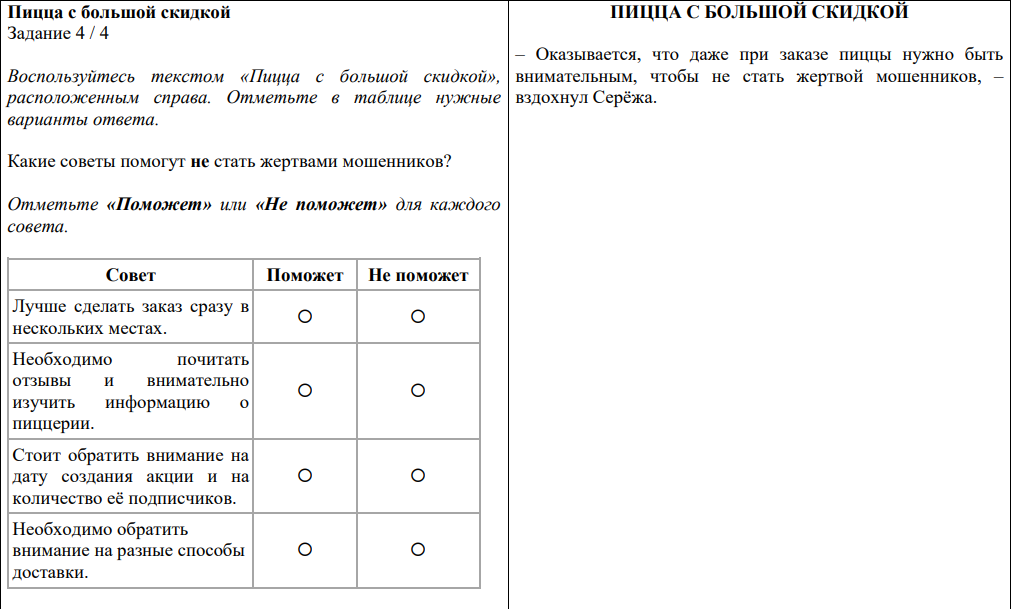 Пицца с большой скидкой
Задание 4 / 4
Воспользуйтесь текстом «Пицца с большой скидкой»,
расположенным справа. Отметьте в таблице нужные
варианты ответа.
Какие советы помогут не стать жертвами мошенников?
Отметьте «Поможет» или «Не поможет» для каждого
совета.
Совет Поможет Не поможет
Лучше сделать заказ сразу в
нескольких местах.
Необходимо почитать
отзывы и внимательно
изучить информацию о
пиццерии.
Стоит обратить внимание на
дату создания акции и на
количество её подписчиков.
Необходимо обратить
внимание на разные способы
доставки.
ПИЦЦА С БОЛЬШОЙ СКИДКОЙ
– Оказывается, что даже при заказе пиццы нужно быть
внимательным, чтобы не стать жертвой мошенников, –
вздохнул Серёжа.